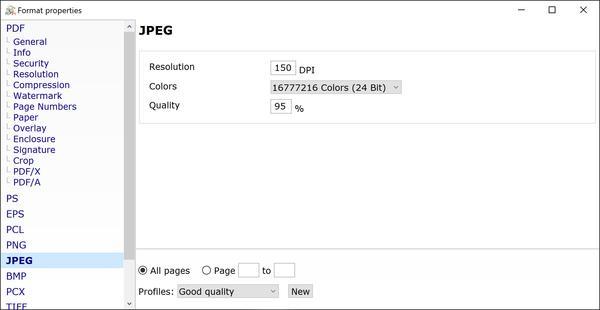 Format properties
PDF
General
Info
Security
Resolution
Compression
Watermark
Page Numbers
Paper
Overlay
Enclosure
Signature
Crop
PDF/X
PDF/A
PS
EPS
PCL
PNG
JPEG
BMP
PCX
TIFF
JPEG
Resolution 150 DPI
Colors 16777216 Colors (24 Bit)
Quality 95 %
All pages Page to
Profiles: Good quality New